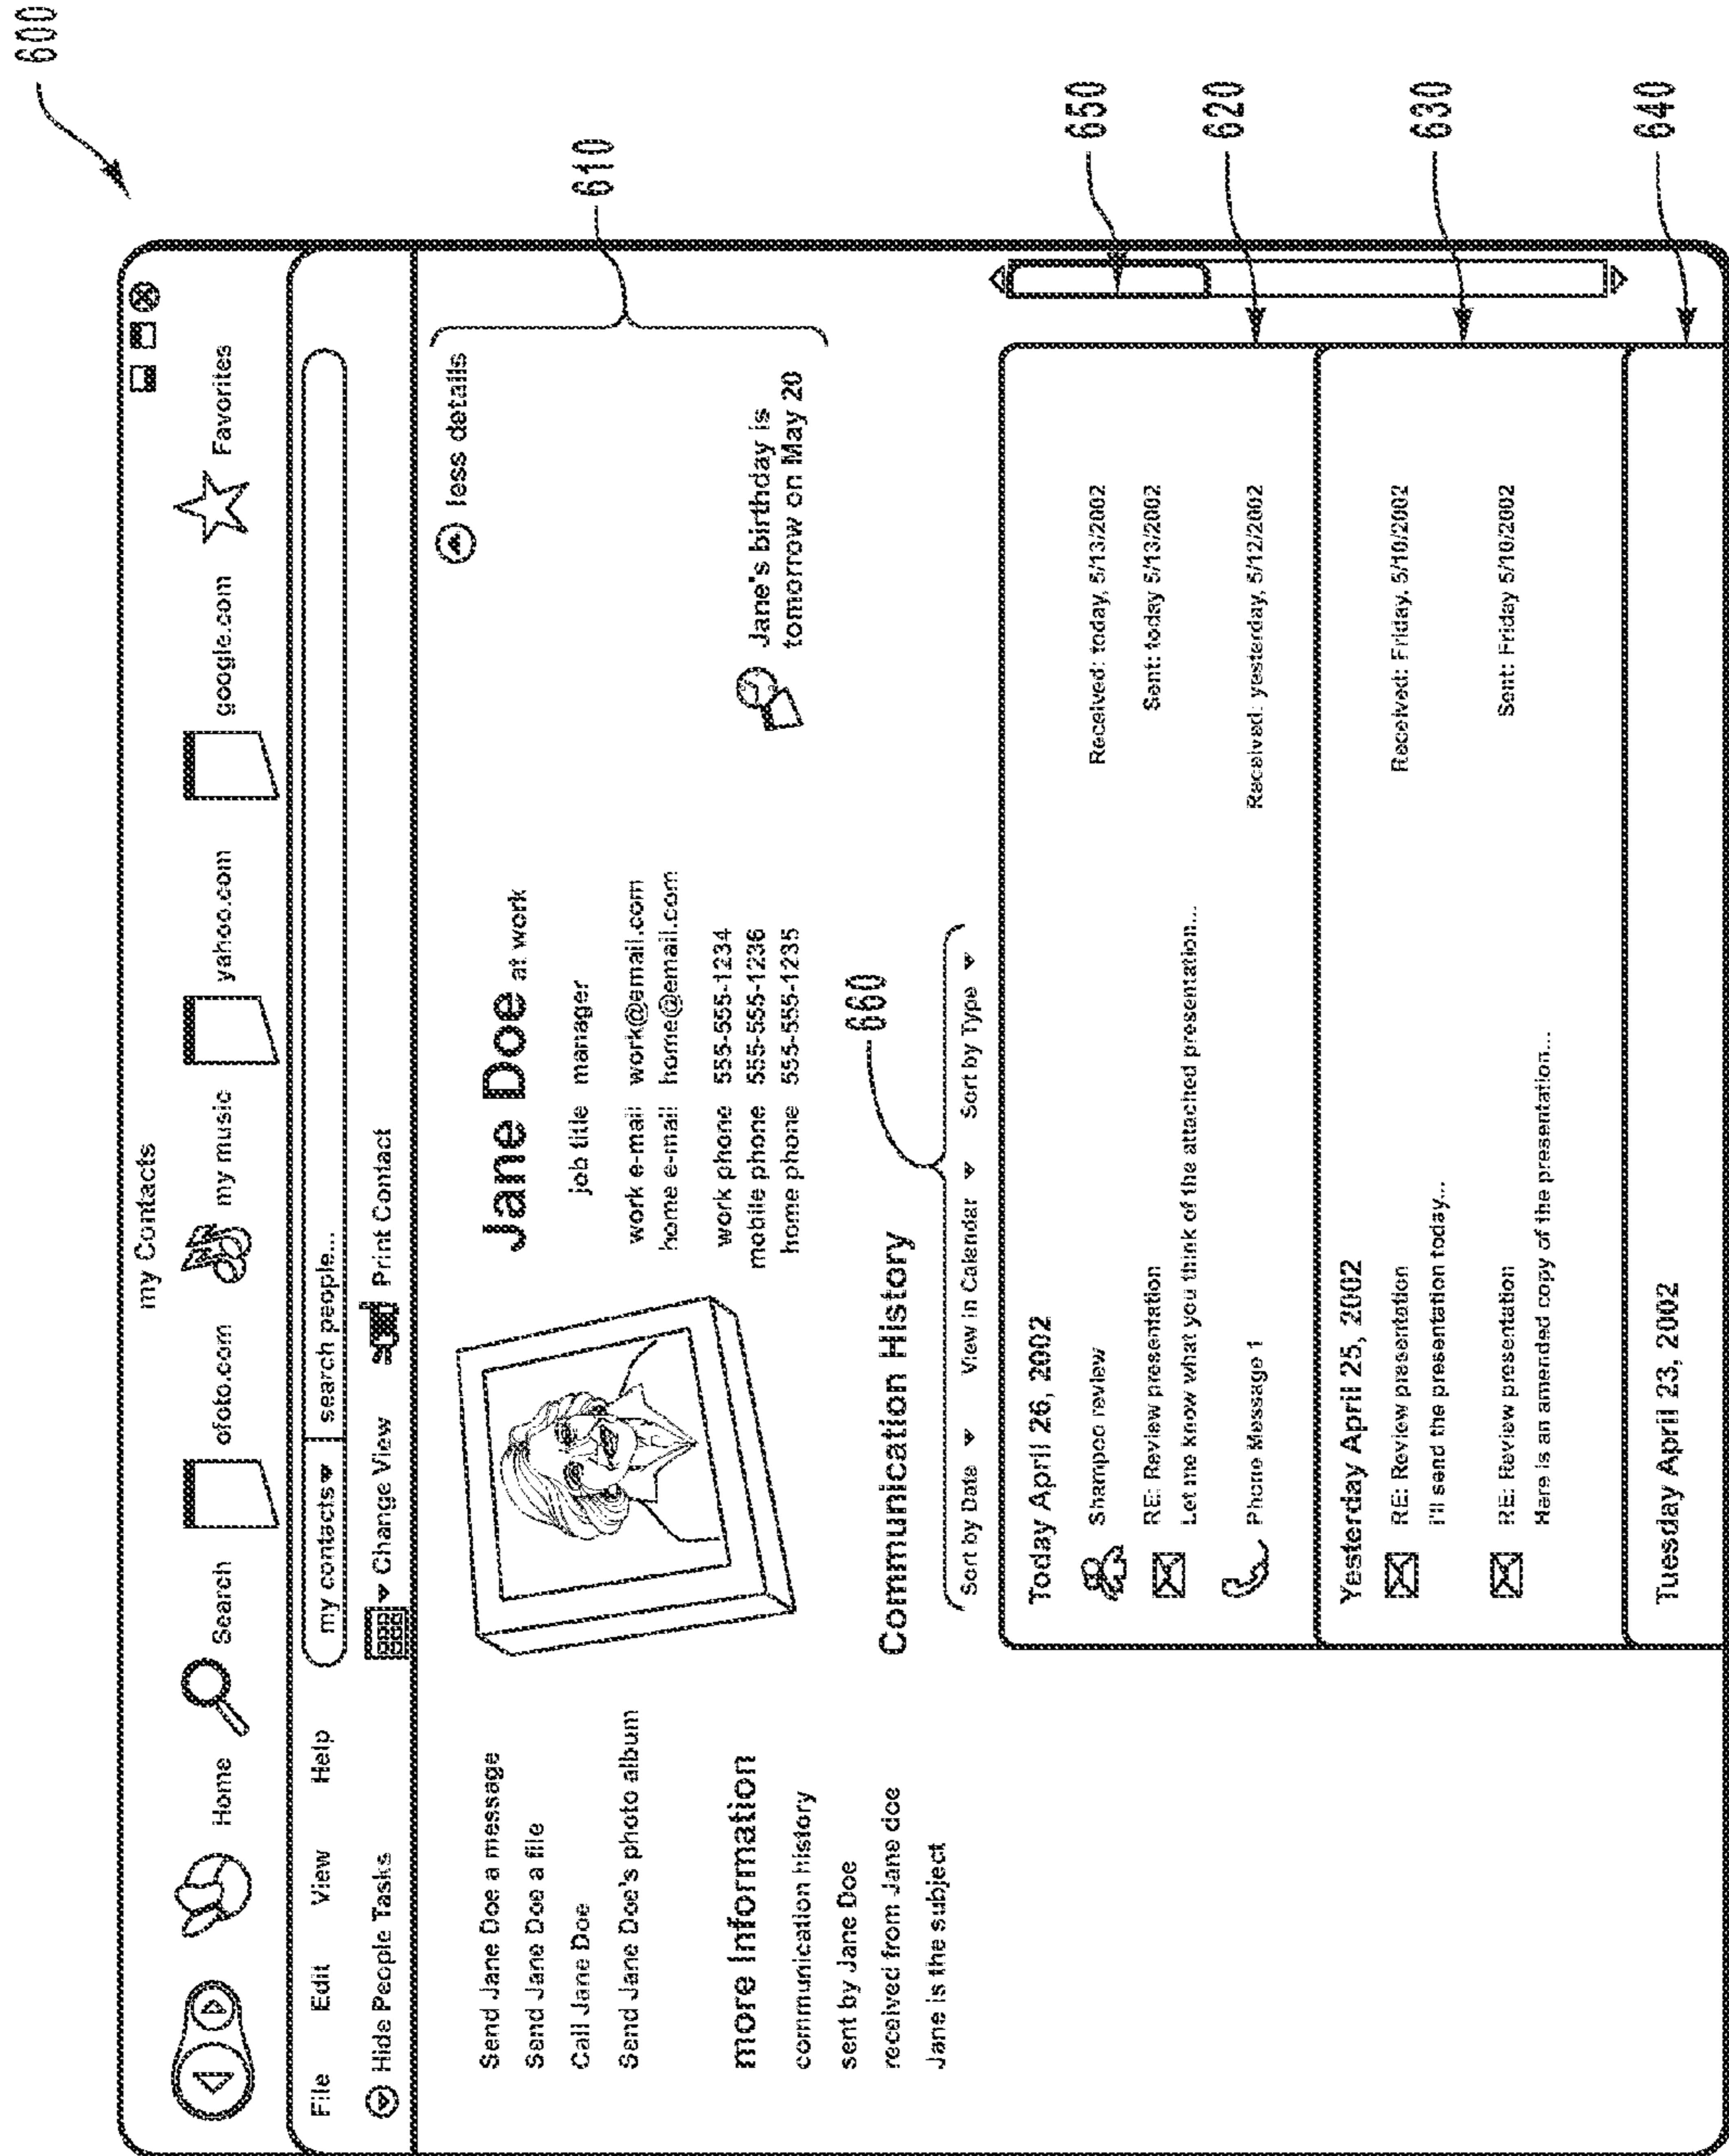 600
my Contacts
Home Search ofoto.com my music yahoo.com google.com Favorites
File Edit View Help my contacts search people...
Hide People Tasks Change View Print Contact
Send Jane Doe a message
Send Jane Doe a file
Call Jane Doe
Send Jane Doe's photo album
more Information
communication history
sent by Jane Doe
received from Jane doe
Jane is the subject
less details
610
Jane Doe at work
job title manager
work e-mail work@email.com
home e-mail home@email.com
work phone 555-555-1234
mobile phone 555-555-1236
home phone 555-555-1235
Jane's birthday is
tomorrow on May 20
Communication History
660
Sort by Date View in Calendar Sort by Type
650
Today April 26, 2002
Shampoo review Received: today, 5/13/2002
RE: Review presentation Sent: today 5/13/2002
Let me know what you think of the attached presentation...
620
Phone Message 1 Received: yesterday, 5/12/2002
Yesterday April 25, 2002
RE: Review presentation Received: Friday, 5/10/2002
I'll send the presentation today...
630
RE: Review presentation Sent: Friday 5/10/2002
Here is an amended copy of the presentation...
Tuesday April 23, 2002
640